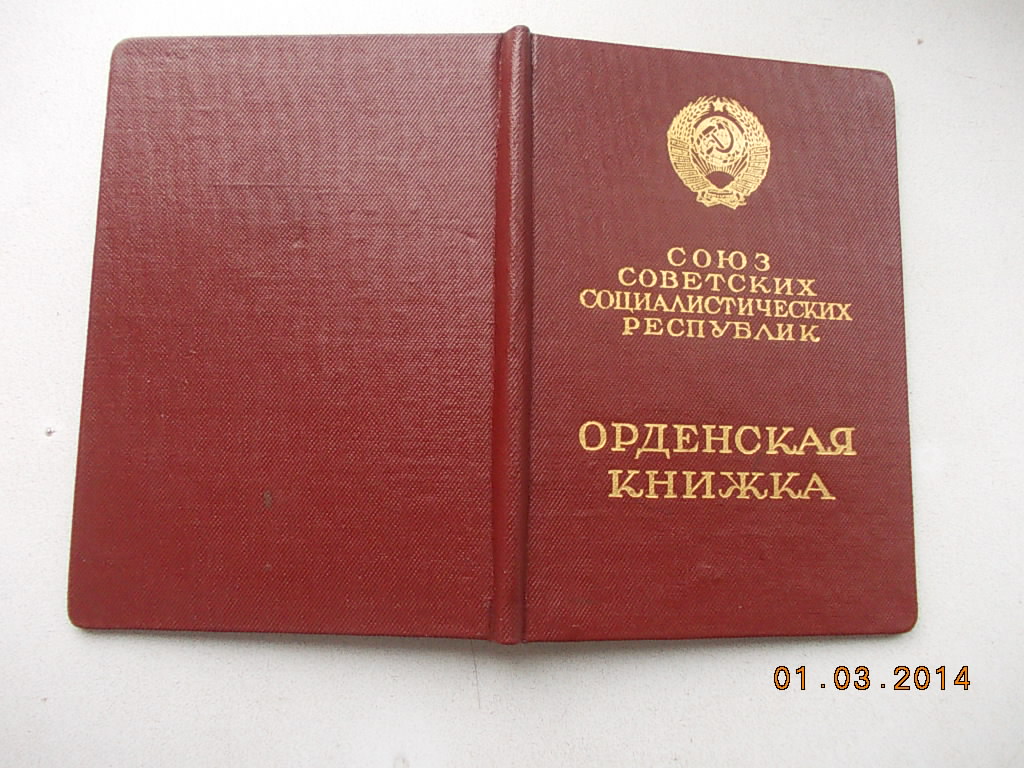 СОЮЗ
СОВЕТСКИХ
СОЦИАЛИСТИЧЕСКИХ
РЕСПУБЛИК
ОРДЕНСКАЯ
КНИЖКА
01.03.2014